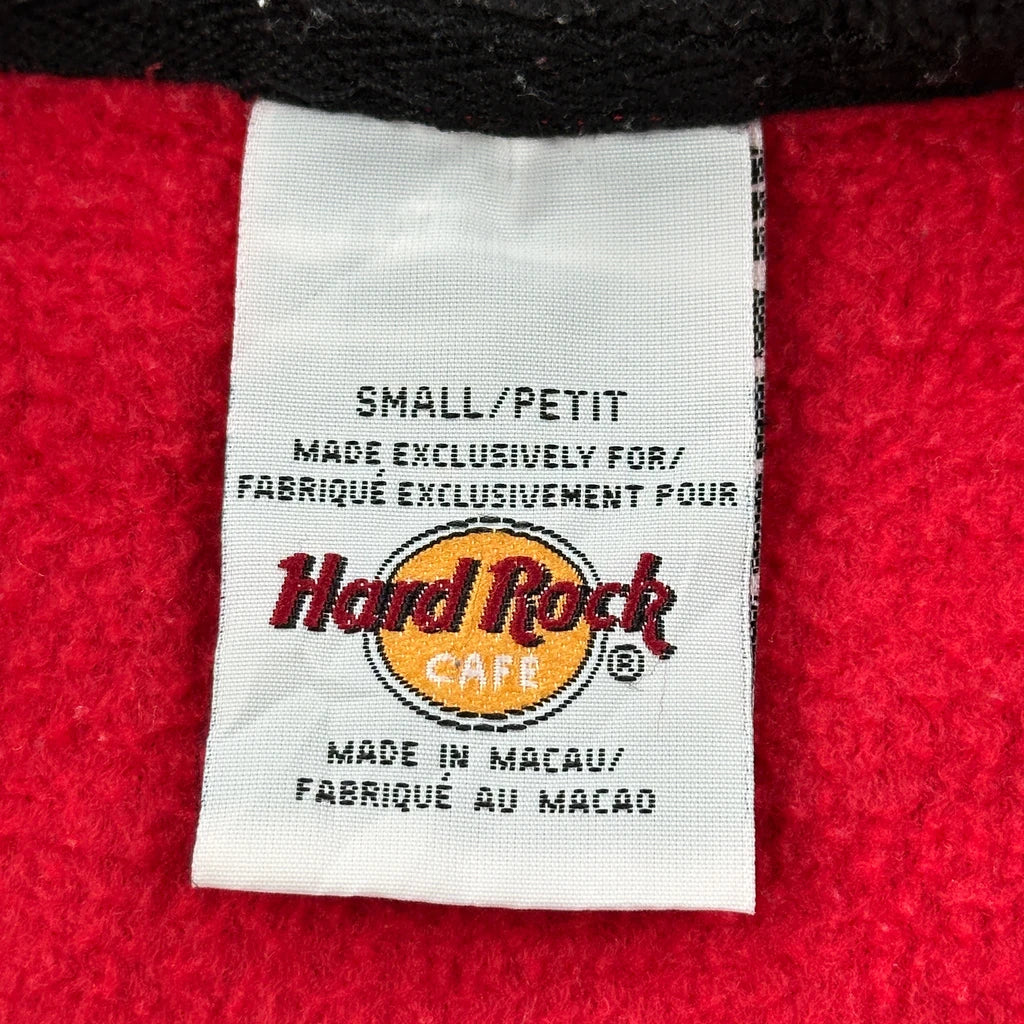 SMALL/PETIT
MADE EXCLUSIVELY FOR/
FABRIQUÉ EXCLUSIVEMENT POUR
Hard Rock
CAFE
®
MADE IN MACAU/
FABRIQUÉ AU MACAO